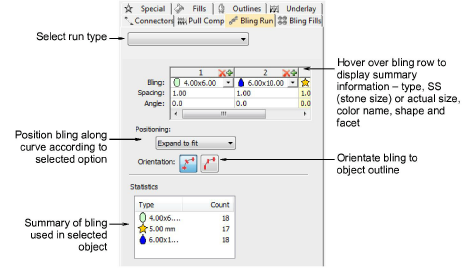 Special Fills Outlines Underlay
Connectors Pull Comp Bling Run Bling Fills
Select run type
1 2
Bling: 4.00x6.00 6.00x10.00
Spacing: 1.00 1.00 1.0
Angle: 0.0 0.0 0.0
Hover over bling row to
display summary
information – type, SS
(stone size) or actual size,
color name, shape and
facet
Positioning:
Position bling along
curve according to
selected option
Expand to fit
Orientation:
Orientate bling to
object outline
Statistics
Type Count
4.00x6.... 18
5.00 mm 17
6.00x1... 18
Summary of bling
used in selected
object